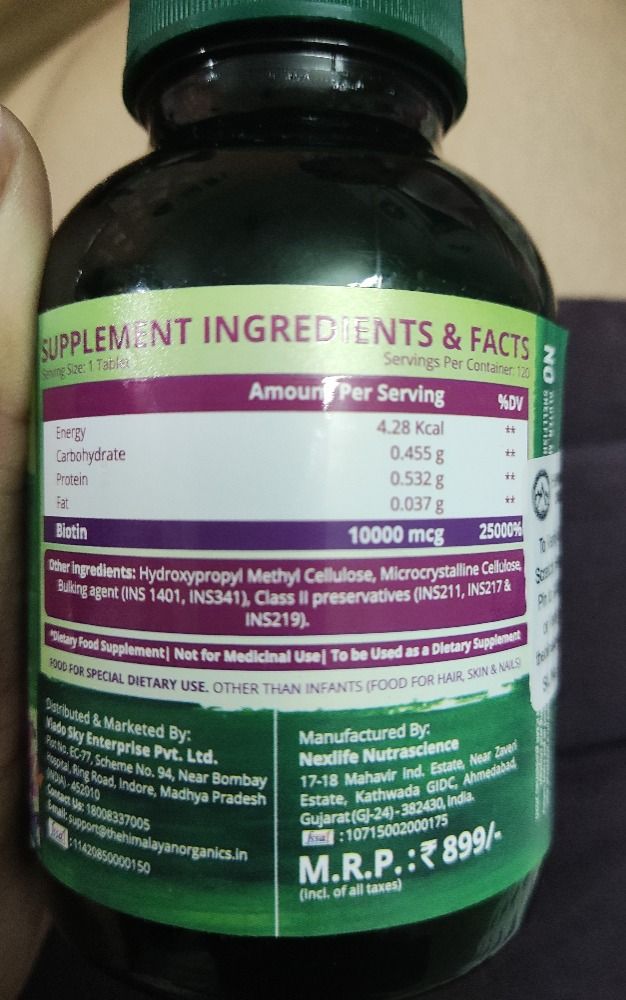 SUPPLEMENT INGREDIENTS & FACTS
Serving Size: 1 Tablet Servings Per Container: 120
Amount Per Serving %DV
Energy 4.28 Kcal **
Carbohydrate 0.455 g **
Protein 0.532 g **
Fat 0.037 g **
Biotin 10000 mcg 25000%
Other Ingredients: Hydroxypropyl Methyl Cellulose, Microcrystalline Cellulose,
Bulking agent (INS 1401, INS341), Class II preservatives (INS211, INS217 &
INS219).
*Dietary Food Supplement| Not for Medicinal Use| To be Used as a Dietary Supplement
FOOD FOR SPECIAL DIETARY USE. OTHER THAN INFANTS (FOOD FOR HAIR, SKIN & NAILS)
Distributed & Marketed By:
Mado Sky Enterprise Pvt. Ltd.
Plot No. EC-77, Scheme No. 94, Near Bombay
Hospital, Ring Road, Indore, Madhya Pradesh
(INDIA) - 452010
Contact Us: 18008337005
E-mail: support@thehimalayanorganics.in
fssai :11420850000150
Manufactured By:
Nexlife Nutrascience
17-18 Mahavir Ind. Estate, Near Zaveri
Estate, Kathwada GIDC, Ahmedabad,
Gujarat (GJ-24) - 382430, India.
fssai : 10715002000175
M.R.P. : ₹ 899/-
(incl. of all taxes)
NO
SHELLFISH